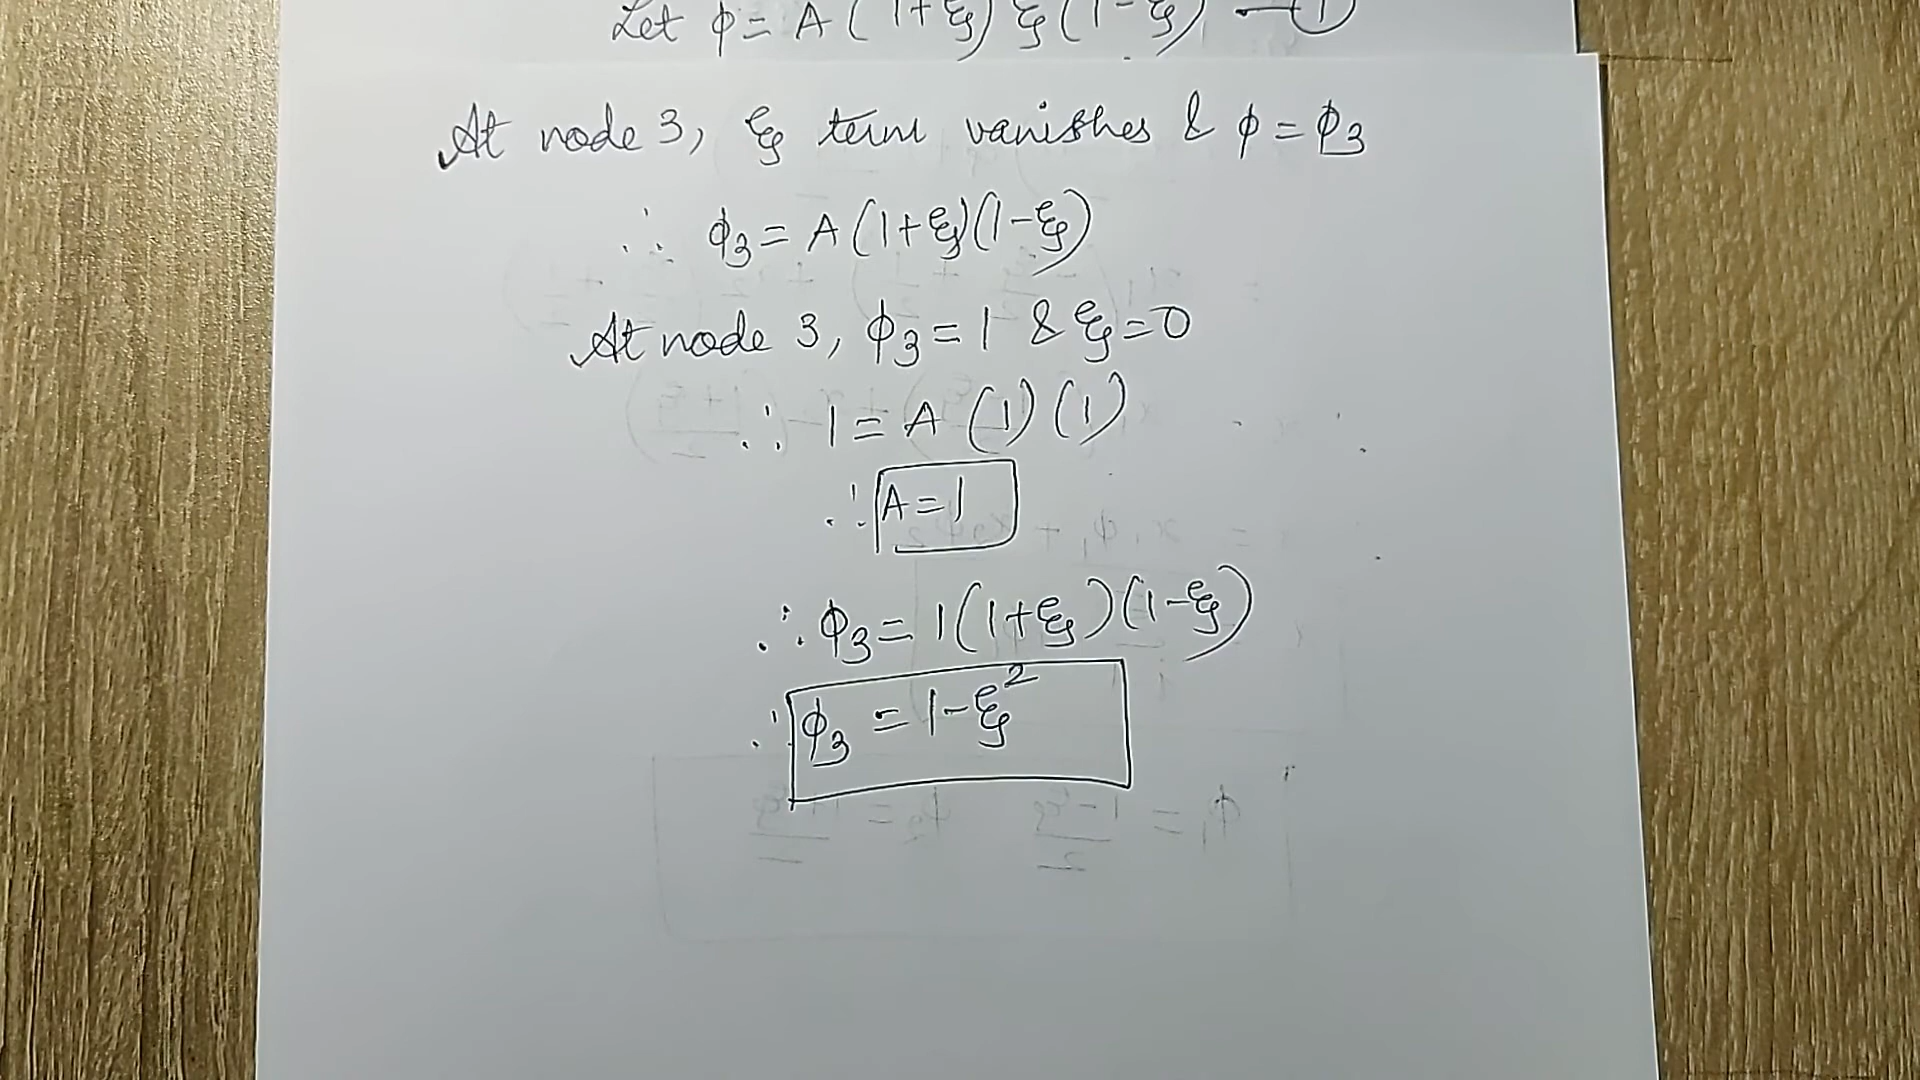 Let ϕ = A(1+ξ)ξ(1-ξ) — ①
At node 3, ξ term vanishes & ϕ = ϕ₃
∴ ϕ₃ = A(1+ξ)(1-ξ)
At node 3, ϕ₃ = 1 & ξ = 0
∴ 1 = A (1) (1)
∴ A = 1
∴ ϕ₃ = 1(1+ξ)(1-ξ)
∴ ϕ₃ = 1-ξ²